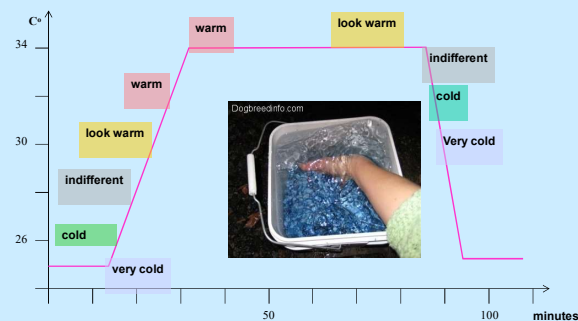 C°
34
30
26
warm
look warm
warm
indifferent
look warm
cold
Dogbreedinfo.com
indifferent
Very cold
cold
very cold
50
100
minutes